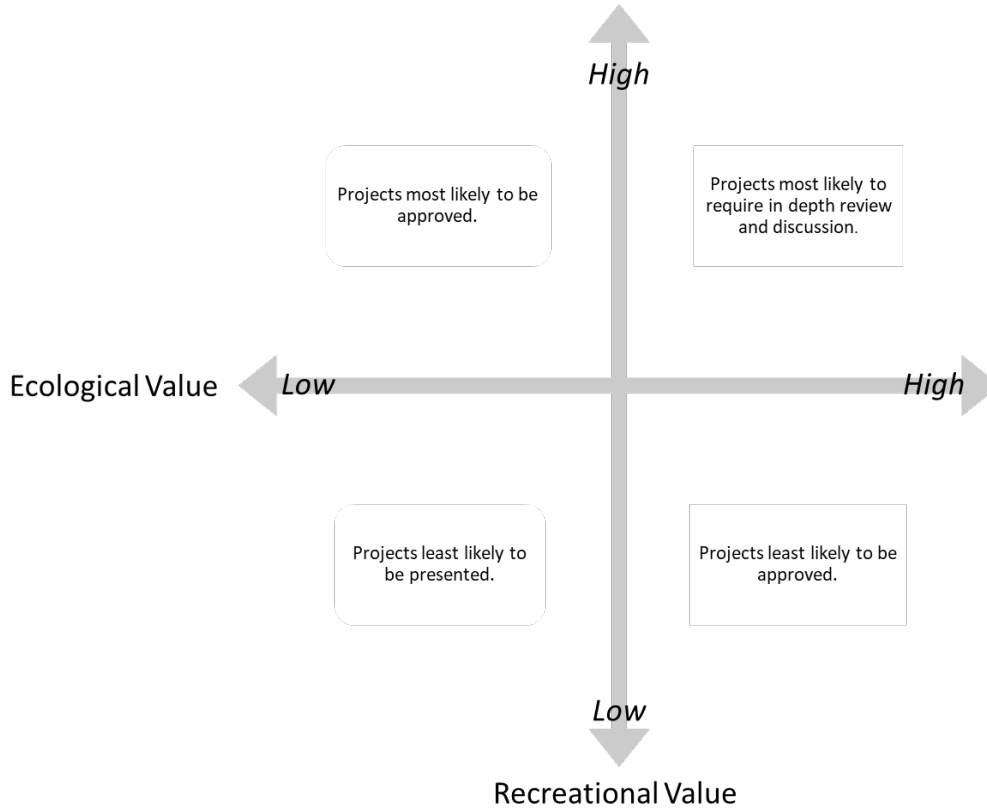 High
Projects most likely to be
approved.
Projects most likely to
require in depth review
and discussion.
Ecological Value
Low
High
Projects least likely to
be presented.
Projects least likely to be
approved.
Low
Recreational Value